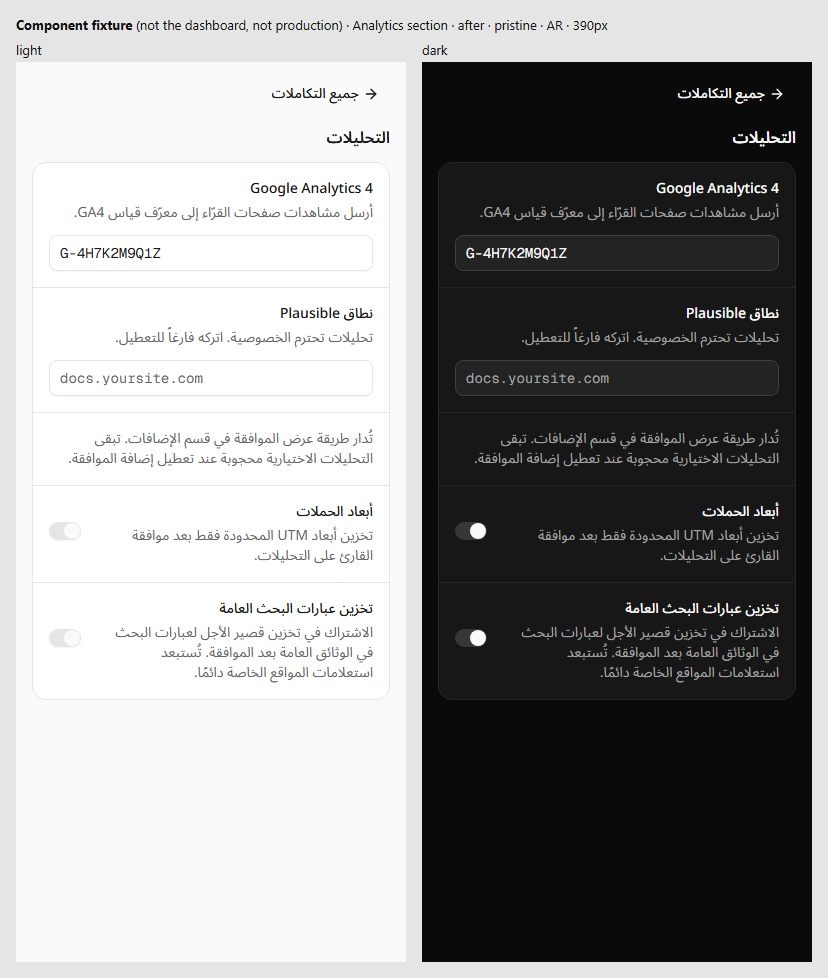 Component fixture (not the dashboard, not production) · Analytics section · after · pristine · AR · 390px
light
جميع التكاملات →
التحليلات
Google Analytics 4
أرسل مشاهدات صفحات القرّاء إلى معرّف قياس GA4.
G-4H7K2M9Q1Z
نطاق Plausible
تحليلات تحترم الخصوصية. اتركه فارغاً للتعطيل.
docs.yoursite.com
تُدار طريقة عرض الموافقة في قسم الإضافات. تبقى
التحليلات الاختيارية محجوبة عند تعطيل إضافة الموافقة.
أبعاد الحملات
تخزين أبعاد UTM المحدودة فقط بعد موافقة
القارئ على التحليلات.
تخزين عبارات البحث العامة
الاشتراك في تخزين قصير الأجل لعبارات البحث
في الوثائق العامة بعد الموافقة. تُستبعد
استعلامات المواقع الخاصة دائمًا.
dark
جميع التكاملات →
التحليلات
Google Analytics 4
أرسل مشاهدات صفحات القرّاء إلى معرّف قياس GA4.
G-4H7K2M9Q1Z
نطاق Plausible
تحليلات تحترم الخصوصية. اتركه فارغاً للتعطيل.
docs.yoursite.com
تُدار طريقة عرض الموافقة في قسم الإضافات. تبقى
التحليلات الاختيارية محجوبة عند تعطيل إضافة الموافقة.
أبعاد الحملات
تخزين أبعاد UTM المحدودة فقط بعد موافقة
القارئ على التحليلات.
تخزين عبارات البحث العامة
الاشتراك في تخزين قصير الأجل لعبارات البحث
في الوثائق العامة بعد الموافقة. تُستبعد
استعلامات المواقع الخاصة دائمًا.